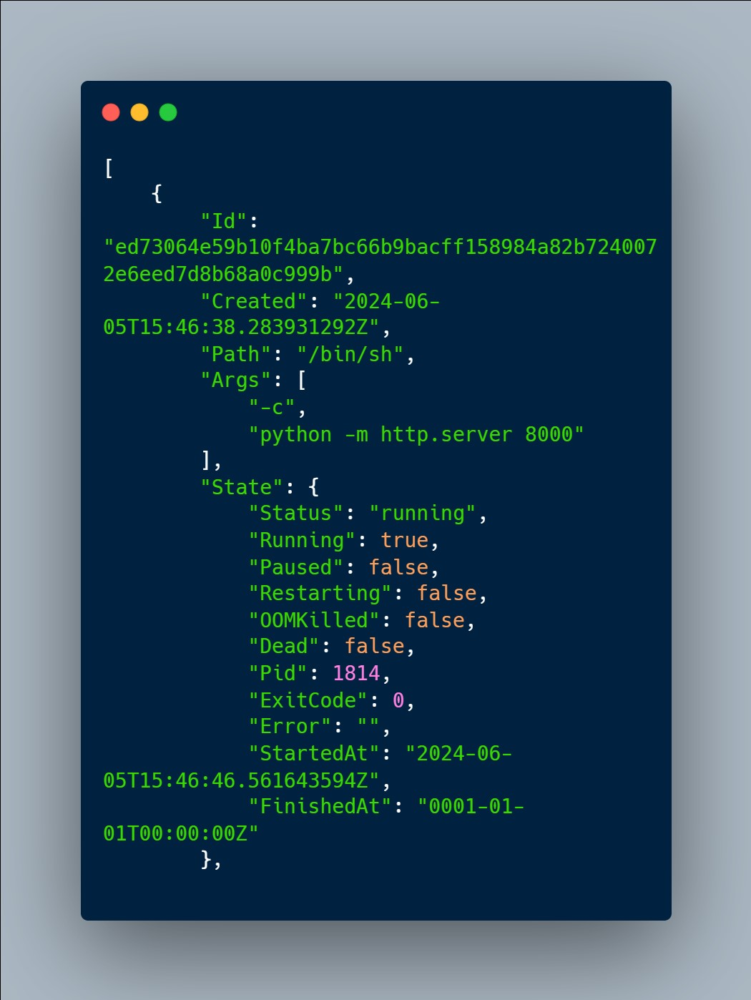 [
    {
        "Id":
"ed73064e59b10f4ba7bc66b9bacff158984a82b724007
2e6eed7d8b68a0c999b",
        "Created": "2024-06-
05T15:46:38.283931292Z",
        "Path": "/bin/sh",
        "Args": [
            "-c",
            "python -m http.server 8000"
        ],
        "State": {
            "Status": "running",
            "Running": true,
            "Paused": false,
            "Restarting": false,
            "OOMKilled": false,
            "Dead": false,
            "Pid": 1814,
            "ExitCode": 0,
            "Error": "",
            "StartedAt": "2024-06-
05T15:46:46.561643594Z",
            "FinishedAt": "0001-01-
01T00:00:00Z"
        },